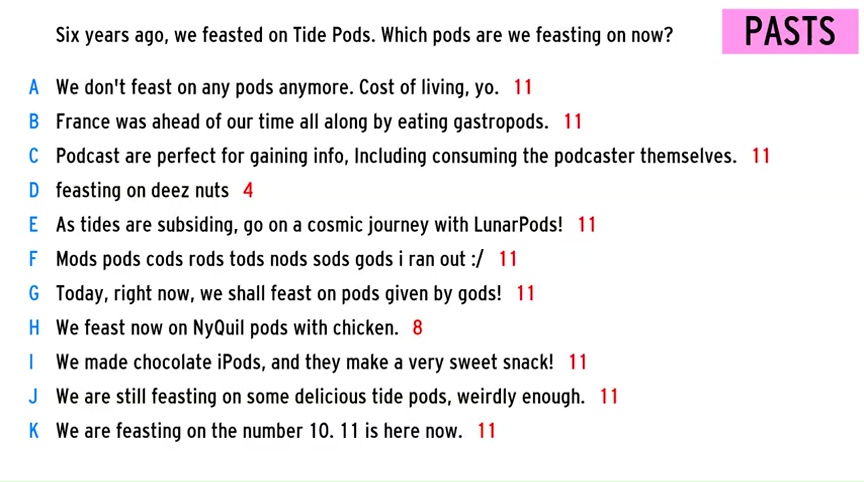 Six years ago, we feasted on Tide Pods. Which pods are we feasting on now?
PASTS
A We don't feast on any pods anymore. Cost of living, yo. 11
B France was ahead of our time all along by eating gastropods. 11
C Podcast are perfect for gaining info, Including consuming the podcaster themselves. 11
D feasting on deez nuts 4
E As tides are subsiding, go on a cosmic journey with LunarPods! 11
F Mods pods cods rods tods nods sods gods i ran out :/ 11
G Today, right now, we shall feast on pods given by gods! 11
H We feast now on NyQuil pods with chicken. 8
I We made chocolate iPods, and they make a very sweet snack! 11
J We are still feasting on some delicious tide pods, weirdly enough. 11
K We are feasting on the number 10. 11 is here now. 11